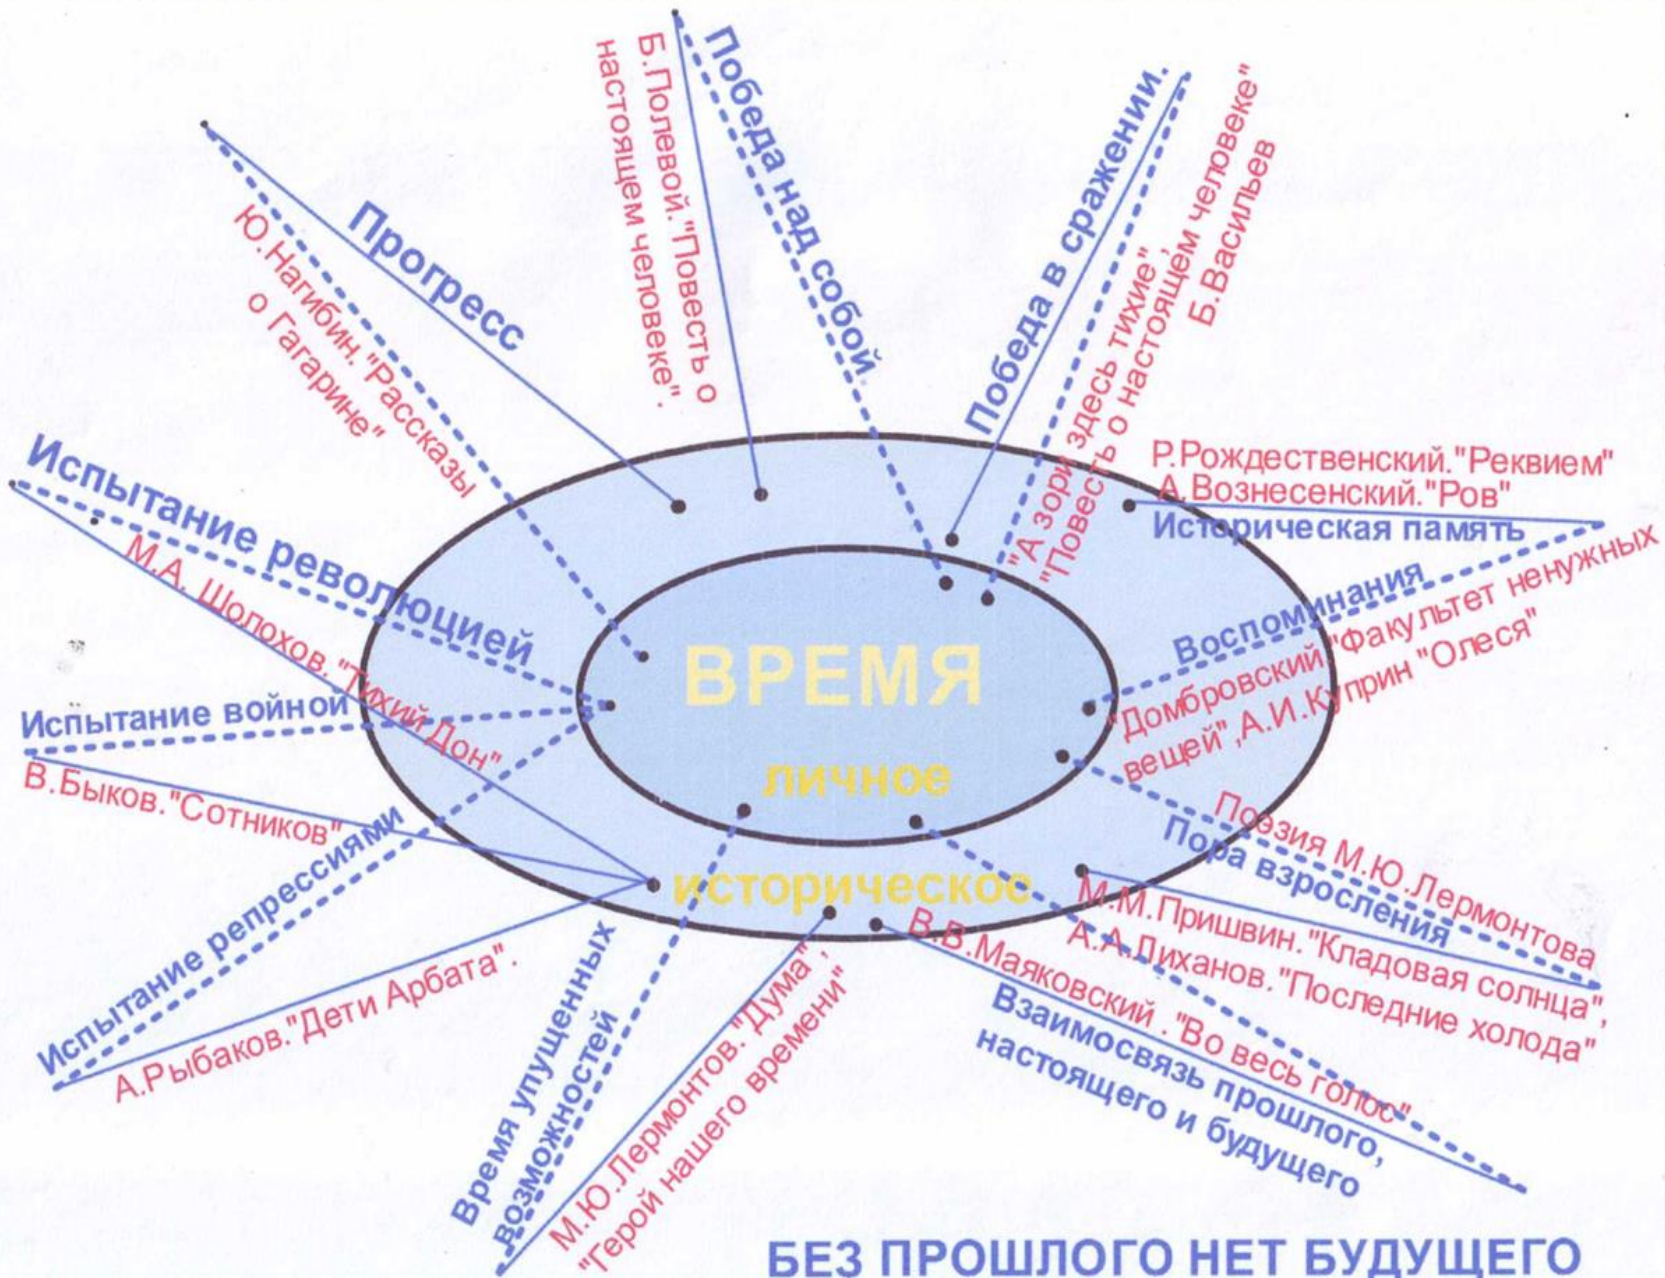 Победа над собой.
Б.Полевой."Повесть о
настоящем человеке".
Победа в сражении.
"А зори здесь тихие"
"Повесть о настоящем человеке"
Б.Васильев
Прогресс
Ю.Нагибин."Рассказы
о Гагарине"
Р.Рождественский."Реквием"
А.Вознесенский."Ров"
Историческая память
Воспоминания
"Домбровский."Факультет ненужных
вещей",А.И.Куприн "Олеся"
Испытание революцией
М.А. Шолохов."Тихий Дон"
Испытание войной
В.Быков."Сотников"
Испытание репрессиями
А.Рыбаков."Дети Арбата".
ВРЕМЯ
личное
историческое
Поэзия М.Ю.Лермонтова
Пора взросления
М.М.Пришвин."Кладовая солнца",
А.А.Лиханов."Последние холода"
В.В.Маяковский ."Во весь голос"
Взаимосвязь прошлого,
настоящего и будущего
Время упущенных
возможностей
М.Ю.Лермонтов."Дума",
"Герой нашего времени"
БЕЗ ПРОШЛОГО НЕТ БУДУЩЕГО